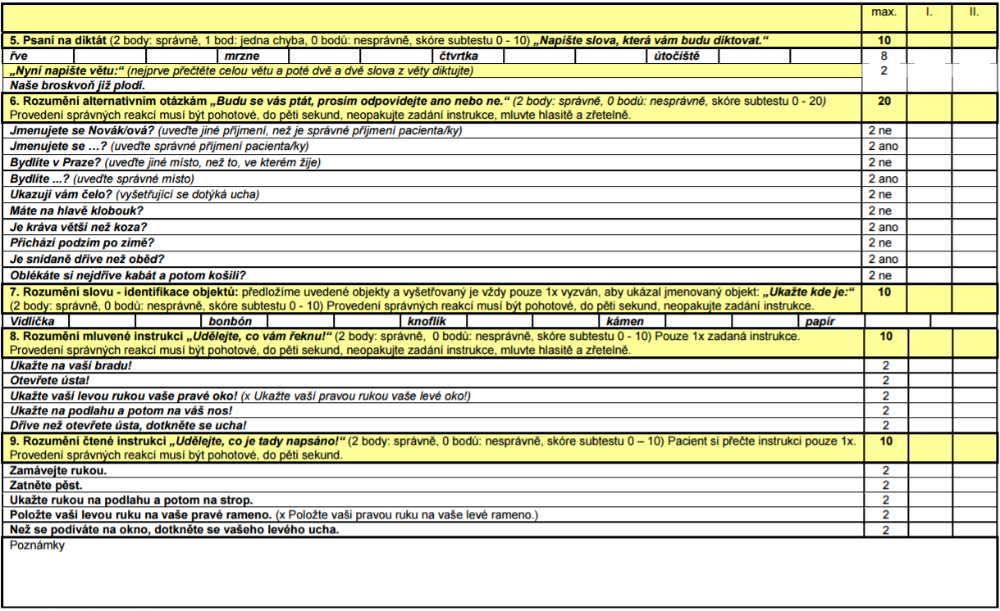 max. I. II.
5. Psaní na diktát (2 body: správně, 1 bod: jedna chyba, 0 bodů: nesprávně, skóre subtestu 0 - 10) „Napište slova, která vám budu diktovat.“ 10
řve mrzne čtvrtka útočiště 8
„Nyní napište větu:“ (nejprve přečtěte celou větu a poté dvě a dvě slova z věty diktujte) 2
Naše broskvoň již plodí.
6. Rozumění alternativním otázkám „Budu se vás ptát, prosím odpovídejte ano nebo ne.“ (2 body: správně, 0 bodů: nesprávně, skóre subtestu 0 - 20) 20
Provedení správných reakcí musí být pohotové, do pěti sekund, neopakujte zadání instrukce, mluvte hlasitě a zřetelně.
Jmenujete se Novák/ová? (uveďte jiné příjmení, než je správné příjmení pacienta/ky) 2 ne
Jmenujete se ...? (uveďte správné příjmení pacienta/ky) 2 ano
Bydlíte v Praze? (uveďte jiné místo, než to, ve kterém žije) 2 ne
Bydlíte ...? (uveďte správné místo) 2 ano
Ukazuji vám čelo? (vyšetřující se dotýká ucha) 2 ne
Máte na hlavě klobouk? 2 ne
Je kráva větší než koza? 2 ano
Přichází podzim po zimě? 2 ne
Je snídaně dříve než oběd? 2 ano
Oblékáte si nejdříve kabát a potom košili? 2 ne
7. Rozumění slovu - identifikace objektů: předložíme uvedené objekty a vyšetřovaný je vždy pouze 1x vyzván, aby ukázal jmenovaný objekt: „Ukažte kde je:“ 10
(2 body: správně, 0 bodů: nesprávně, skóre subtestu 0 - 10) Provedení správných reakcí musí být pohotové, do pěti sekund, neopakujte zadání instrukce.
Vidlička bonbón knoflík kámen papír
8. Rozumění mluvené instrukci „Udělejte, co vám řeknu!“ (2 body: správně, 0 bodů: nesprávně, skóre subtestu 0 - 10) Pouze 1x zadaná instrukce. 10
Provedení správných reakcí musí být pohotové, do pěti sekund, neopakujte zadání instrukce, mluvte hlasitě a zřetelně.
Ukažte na vaši bradu! 2
Otevřete ústa! 2
Ukažte vaší levou rukou vaše pravé oko! (x Ukažte vaší pravou rukou vaše levé oko!) 2
Ukažte na podlahu a potom na váš nos! 2
Dříve než otevřete ústa, dotkněte se ucha! 2
9. Rozumění čtené instrukci „Udělejte, co je tady napsáno!“ (2 body: správně, 0 bodů: nesprávně, skóre subtestu 0 – 10) Pacient si přečte instrukci pouze 1x. 10
Provedení správných reakcí musí být pohotové, do pěti sekund.
Zamávejte rukou. 2
Zatněte pěst. 2
Ukažte rukou na podlahu a potom na strop. 2
Položte vaši levou ruku na vaše pravé rameno. (x Položte vaši pravou ruku na vaše levé rameno.) 2
Než se podíváte na okno, dotkněte se vašeho levého ucha. 2
Poznámky